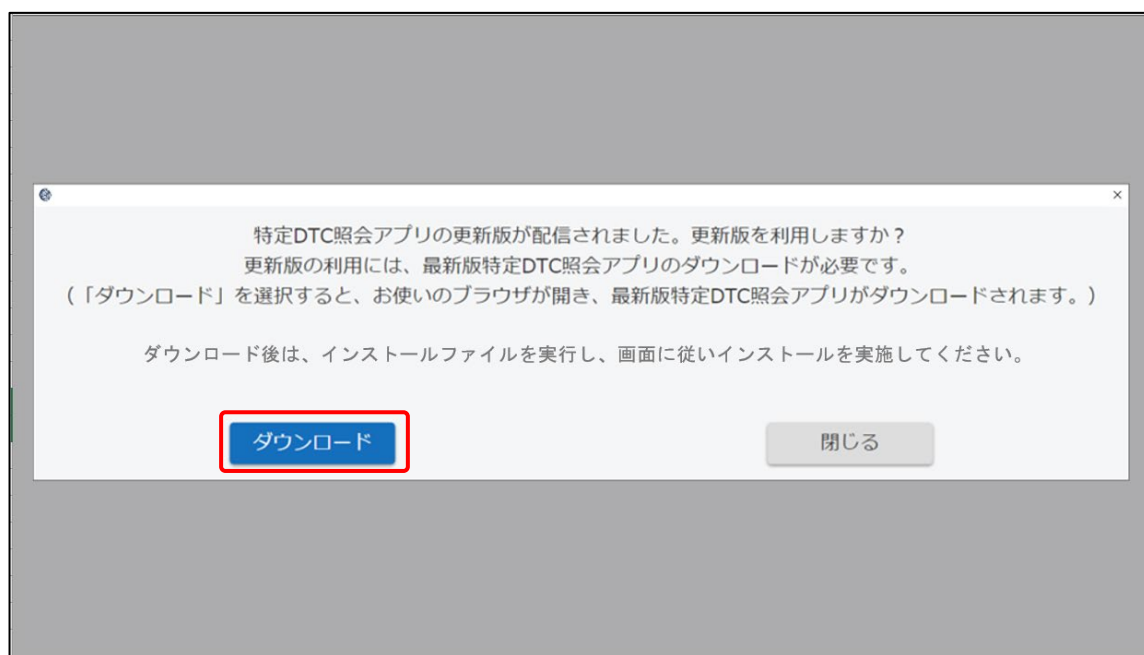 特定DTC照会アプリの更新版が配信されました。更新版を利用しますか？
更新版の利用には、最新版特定DTC照会アプリのダウンロードが必要です。
（「ダウンロード」を選択すると、お使いのブラウザが開き、最新版特定DTC照会アプリがダウンロードされます。）
ダウンロード後は、インストールファイルを実行し、画面に従いインストールを実施してください。
ダウンロード
閉じる